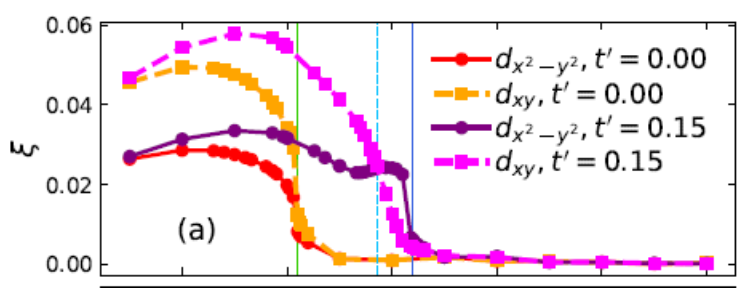 0.06
0.04
0.02
0.00
ξ
(a)
d_{x²−y²}, t′ = 0.00
d_{xy}, t′ = 0.00
d_{x²−y²}, t′ = 0.15
d_{xy}, t′ = 0.15